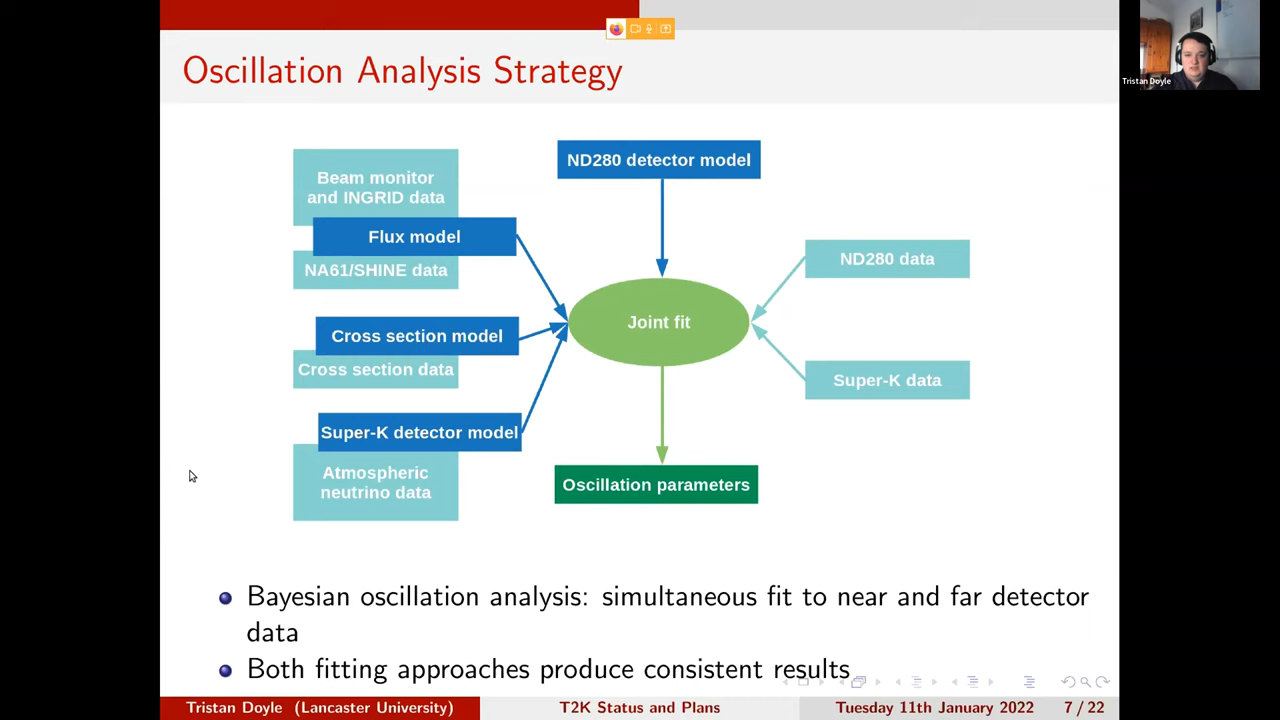 Oscillation Analysis Strategy
Tristan Doyle
Beam monitor
and INGRID data
Flux model
NA61/SHINE data
Cross section model
Cross section data
Super-K detector model
Atmospheric
neutrino data
ND280 detector model
Joint fit
Oscillation parameters
ND280 data
Super-K data
Bayesian oscillation analysis: simultaneous fit to near and far detector
data
Both fitting approaches produce consistent results
Tristan Doyle (Lancaster University)
T2K Status and Plans
Tuesday 11th January 2022
7 / 22